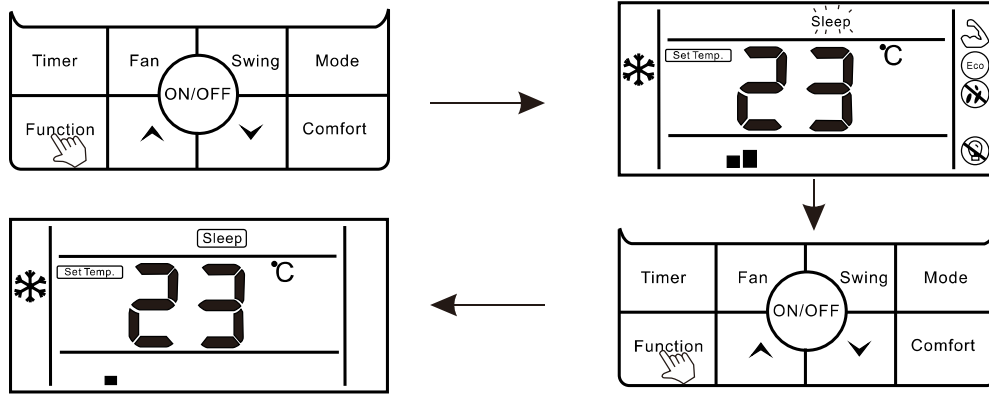 Timer Fan Swing Mode
ON/OFF
Function Comfort
Sleep
Set Temp. 23 °C
Eco
Sleep
Set Temp. 23 °C
Timer Fan Swing Mode
ON/OFF
Function Comfort